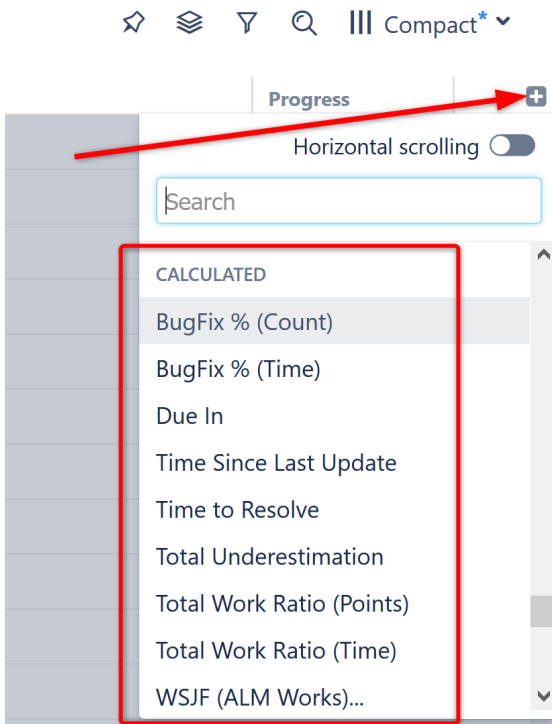 Compact*
Progress
Horizontal scrolling
Search
CALCULATED
BugFix % (Count)
BugFix % (Time)
Due In
Time Since Last Update
Time to Resolve
Total Underestimation
Total Work Ratio (Points)
Total Work Ratio (Time)
WSJF (ALM Works)...